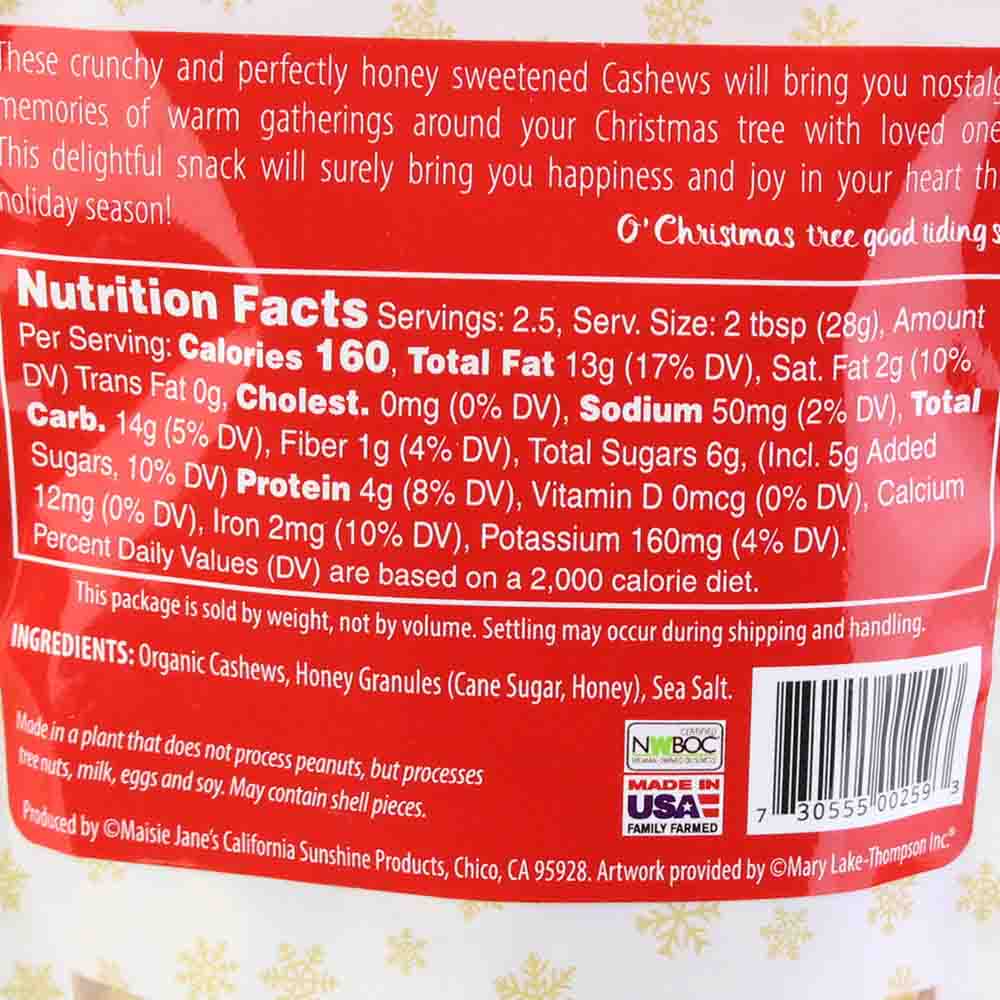 These crunchy and perfectly honey sweetened Cashews will bring you nostalg
memories of warm gatherings around your Christmas tree with loved one
This delightful snack will surely bring you happiness and joy in your heart th
holiday season!
O' Christmas tree good tidings
Nutrition Facts Servings: 2.5, Serv. Size: 2 tbsp (28g), Amount
Per Serving: Calories 160, Total Fat 13g (17% DV), Sat. Fat 2g (10%
DV) Trans Fat 0g, Cholest. 0mg (0% DV), Sodium 50mg (2% DV), Total
Carb. 14g (5% DV), Fiber 1g (4% DV), Total Sugars 6g, (Incl. 5g Added
Sugars, 10% DV) Protein 4g (8% DV), Vitamin D 0mcg (0% DV), Calcium
12mg (0% DV), Iron 2mg (10% DV), Potassium 160mg (4% DV).
Percent Daily Values (DV) are based on a 2,000 calorie diet.
This package is sold by weight, not by volume. Settling may occur during shipping and handling.
INGREDIENTS: Organic Cashews, Honey Granules (Cane Sugar, Honey), Sea Salt.
Made in a plant that does not process peanuts, but processes
tree nuts, milk, eggs and soy. May contain shell pieces.
CERTIFIED
NWBOC
MADE IN
USA
FAMILY FARMED
7 30555 00259 3
Produced by ©Maisie Jane's California Sunshine Products, Chico, CA 95928. Artwork provided by ©Mary Lake-Thompson Inc.®